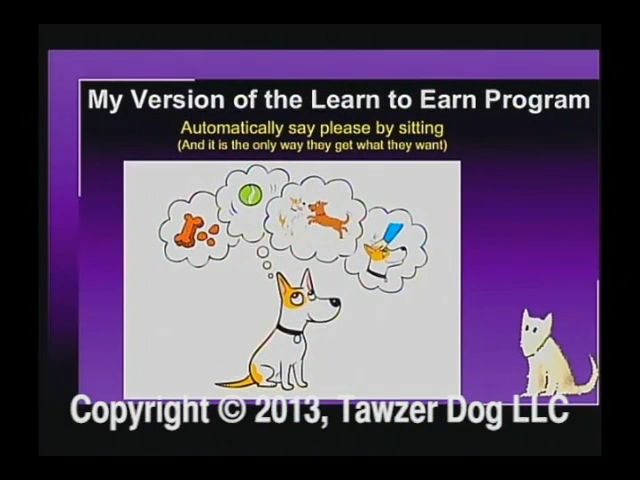 My Version of the Learn to Earn Program
Automatically say please by sitting
(And it is the only way they get what they want)
Copyright © 2013, Tawzer Dog LLC